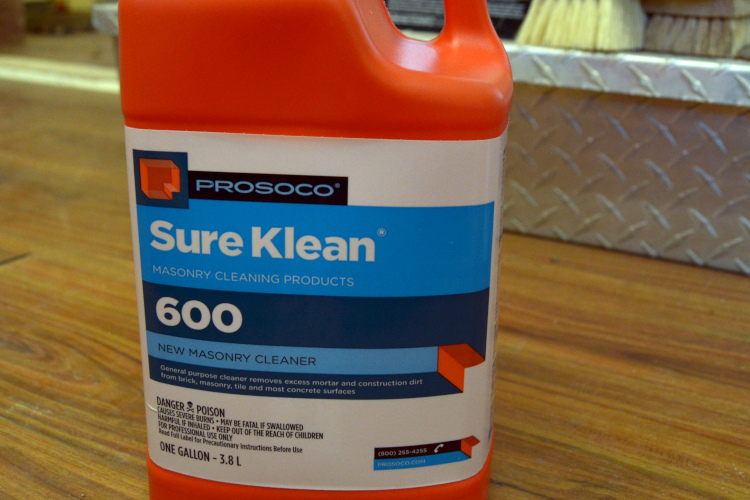 PROSOCO®
Sure Klean®
MASONRY CLEANING PRODUCTS
600
NEW MASONRY CLEANER
General purpose cleaner removes excess mortar and construction dirt
from brick, masonry, tile and most concrete surfaces
DANGER POISON
CAUSES SEVERE BURNS • MAY BE FATAL IF SWALLOWED
HARMFUL IF INHALED • KEEP OUT OF THE REACH OF CHILDREN
FOR PROFESSIONAL USE ONLY
Read Full Label for Precautionary Instructions Before Use
ONE GALLON – 3.8 L
(800) 255-4255
PROSOCO.COM